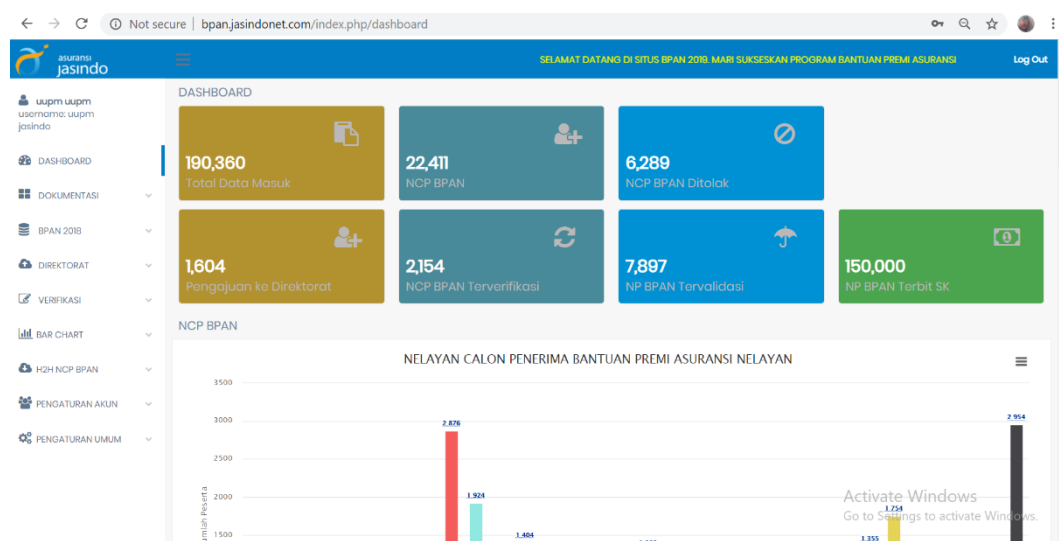 Not secure | bpan.jasindonet.com/index.php/dashboard
asuransi
jasindo
SELAMAT DATANG DI SITUS BPAN 2019. MARI SUKSESKAN PROGRAM BANTUAN PREMI ASURANSI
Log Out
uupm uupm
username: uupm
jasindo
DASHBOARD
DOKUMENTASI
BPAN 2018
DIREKTORAT
VERIFIKASI
BAR CHART
H2H NCP BPAN
PENGATURAN AKUN
PENGATURAN UMUM
DASHBOARD
190,360
Total Data Masuk
22,411
NCP BPAN
6,289
NCP BPAN Ditolak
1,604
Pengajuan ke Direktorat
2,154
NCP BPAN Terverifikasi
7,897
NP BPAN Tervalidasi
150,000
NP BPAN Terbit SK
NCP BPAN
NELAYAN CALON PENERIMA BANTUAN PREMI ASURANSI NELAYAN
3500
3000
2500
2000
1500
Jumlah Peserta
2 876
1 924
1 404
1 754
1 355
2 954
Activate Windows
Go to Settings to activate Windows.